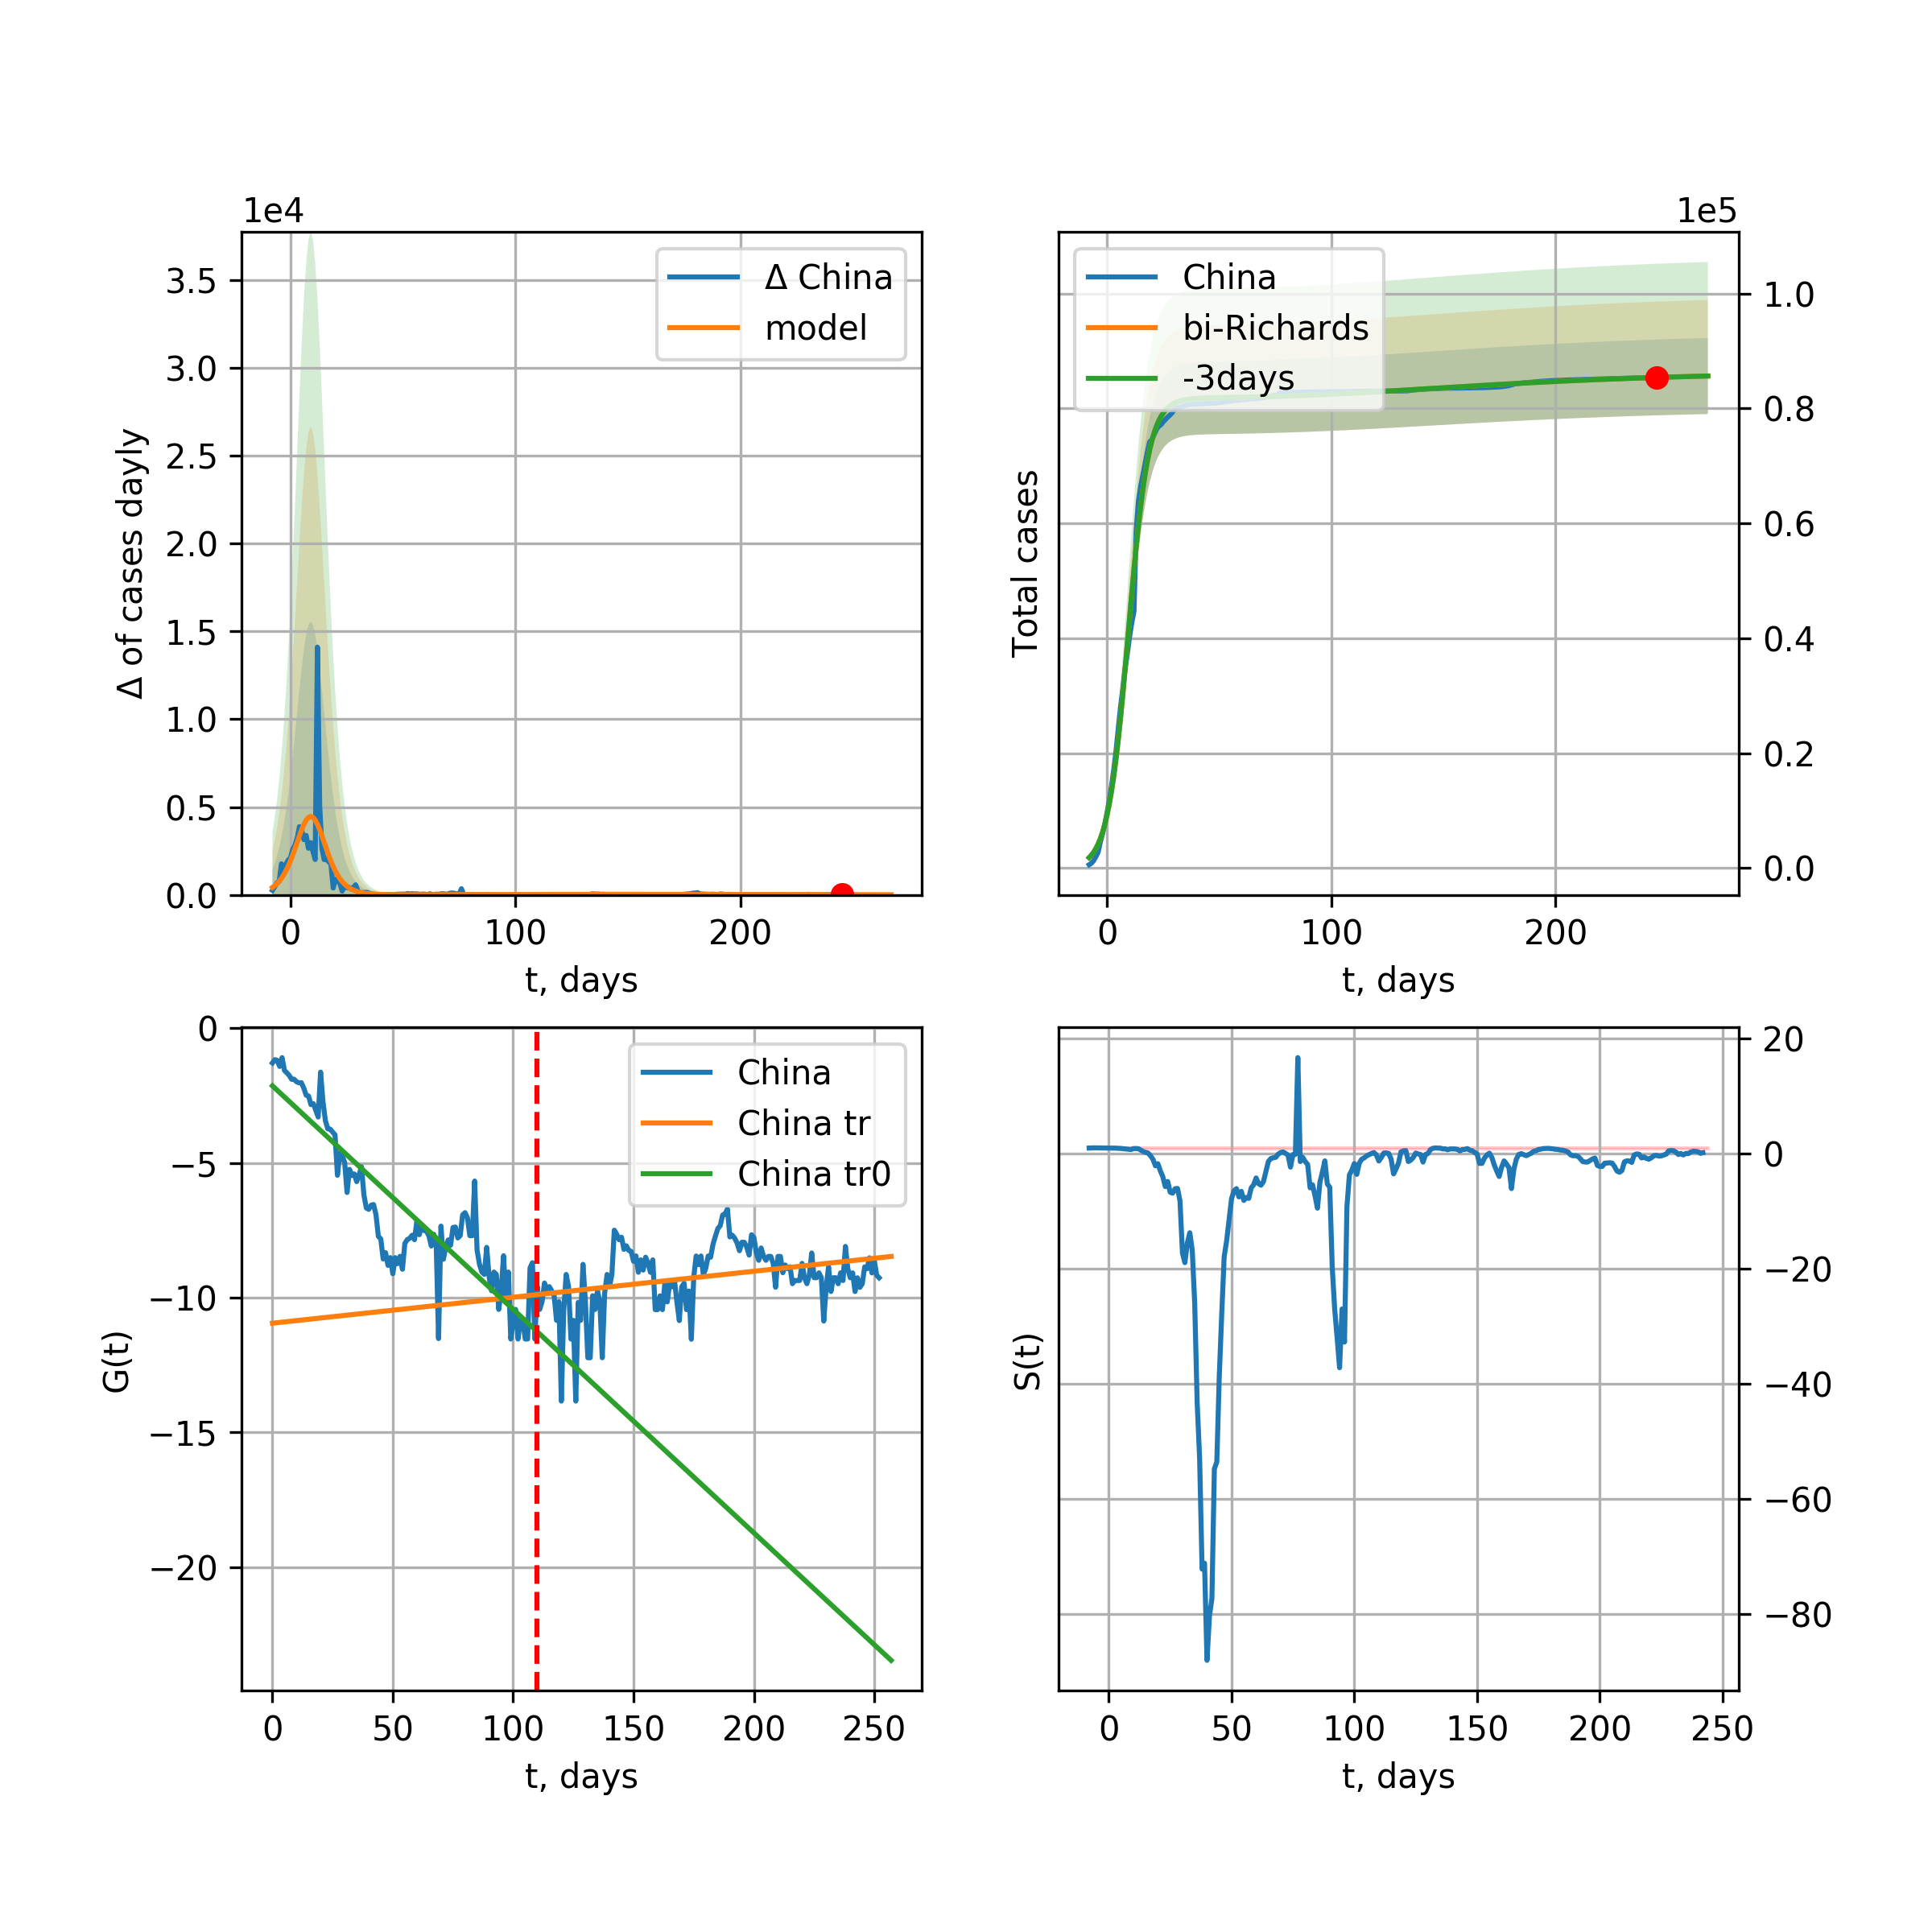 1e4
3.5
3.0
2.5
2.0
1.5
1.0
0.5
0.0
Δ of cases dayly
Δ China
model
0 100 200
t, days
1e5
1.0
0.8
0.6
0.4
0.2
0.0
Total cases
China
bi-Richards
-3days
0 100 200
t, days
0
−5
−10
−15
−20
G(t)
China
China tr
China tr0
0 50 100 150 200 250
t, days
20
0
−20
−40
−60
−80
S(t)
0 50 100 150 200 250
t, days